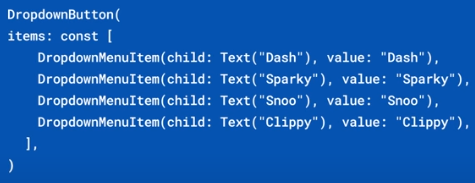 DropdownButton(
items: const [
DropdownMenuItem(child: Text("Dash"), value: "Dash"),
DropdownMenuItem(child: Text("Sparky"), value: "Sparky"),
DropdownMenuItem(child: Text("Snoo"), value: "Snoo"),
DropdownMenuItem(child: Text("Clippy"), value: "Clippy"),
],
)